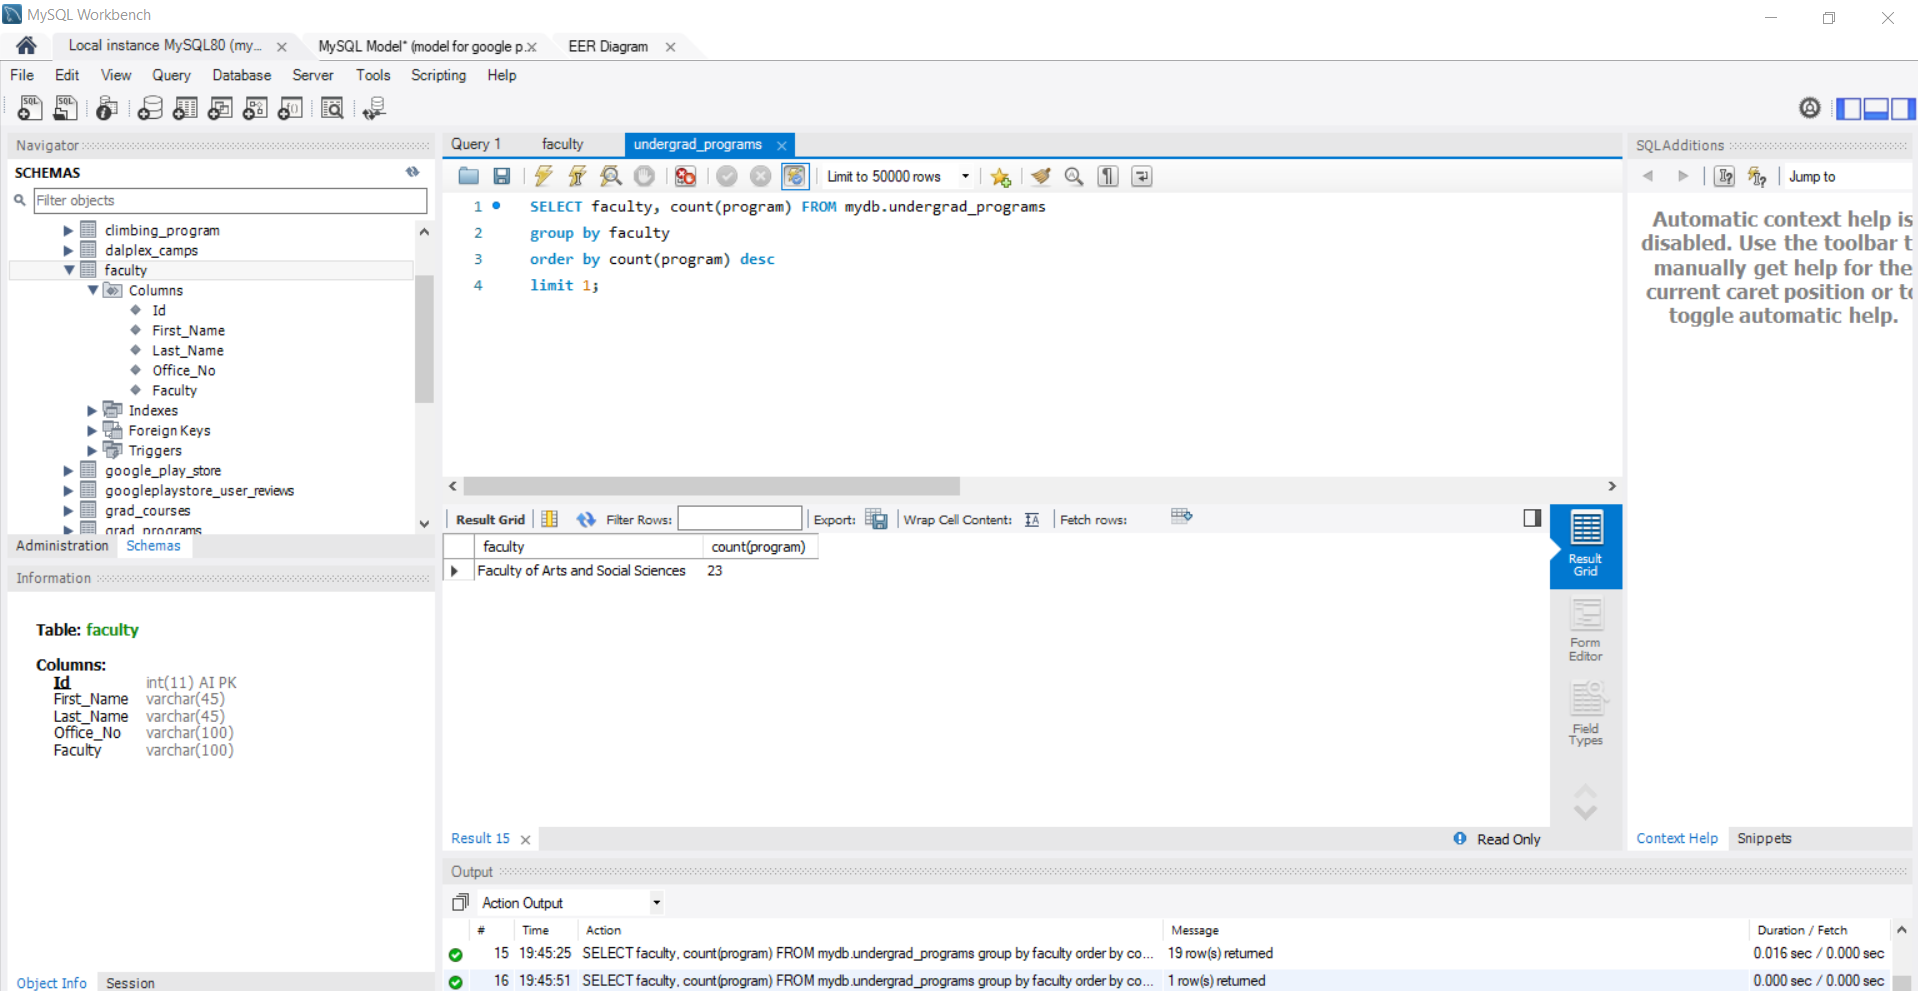 MySQL Workbench
Local instance MySQL80 (my...
MySQL Model* (model for google p...
EER Diagram
File Edit View Query Database Server Tools Scripting Help
Navigator
SCHEMAS
Filter objects
climbing_program
dalplex_camps
faculty
Columns
Id
First_Name
Last_Name
Office_No
Faculty
Indexes
Foreign Keys
Triggers
google_play_store
googleplaystore_user_reviews
grad_courses
grad_programs
Administration Schemas
Information
Table: faculty
Columns:
Id int(11) AI PK
First_Name varchar(45)
Last_Name varchar(45)
Office_No varchar(100)
Faculty varchar(100)
Object Info Session
Query 1 faculty undergrad_programs
Limit to 50000 rows
1 SELECT faculty, count(program) FROM mydb.undergrad_programs
2 group by faculty
3 order by count(program) desc
4 limit 1;
Result Grid Filter Rows: Export: Wrap Cell Content: Fetch rows:
faculty count(program)
Faculty of Arts and Social Sciences 23
Result Grid
Form Editor
Field Types
Result 15
Read Only
SQLAdditions
Jump to
Automatic context help is
disabled. Use the toolbar t
manually get help for the
current caret position or to
toggle automatic help.
Context Help Snippets
Output
Action Output
# Time Action Message Duration / Fetch
15 19:45:25 SELECT faculty, count(program) FROM mydb.undergrad_programs group by faculty order by co... 19 row(s) returned 0.016 sec / 0.000 sec
16 19:45:51 SELECT faculty, count(program) FROM mydb.undergrad_programs group by faculty order by co... 1 row(s) returned 0.000 sec / 0.000 sec